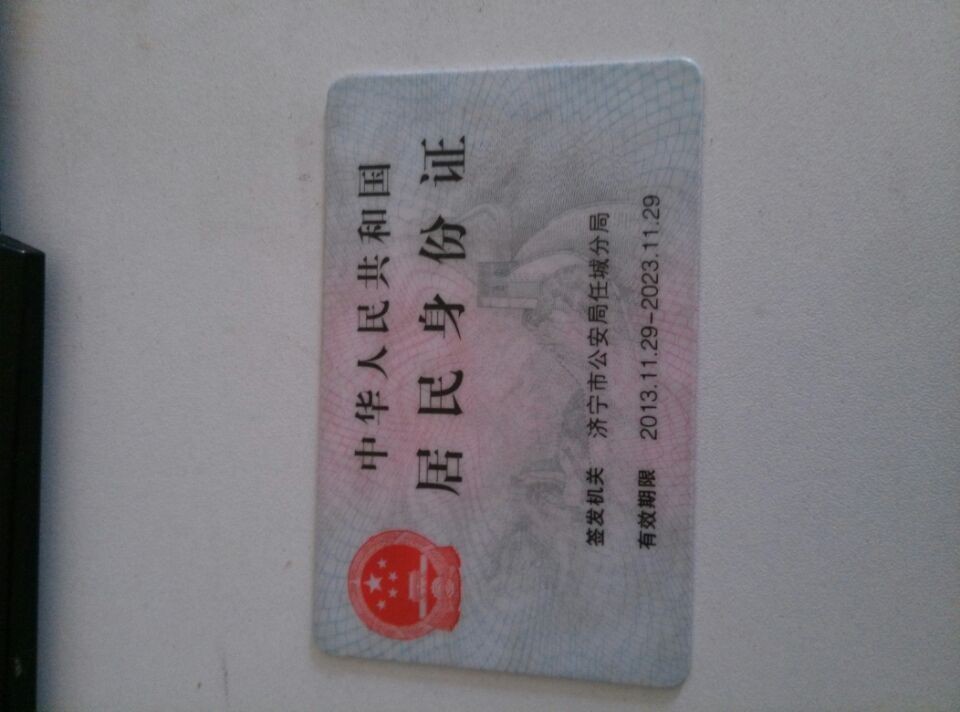 中华人民共和国
居民身份证
签发机关 济宁市公安局任城分局
有效期限 2013.11.29-2023.11.29